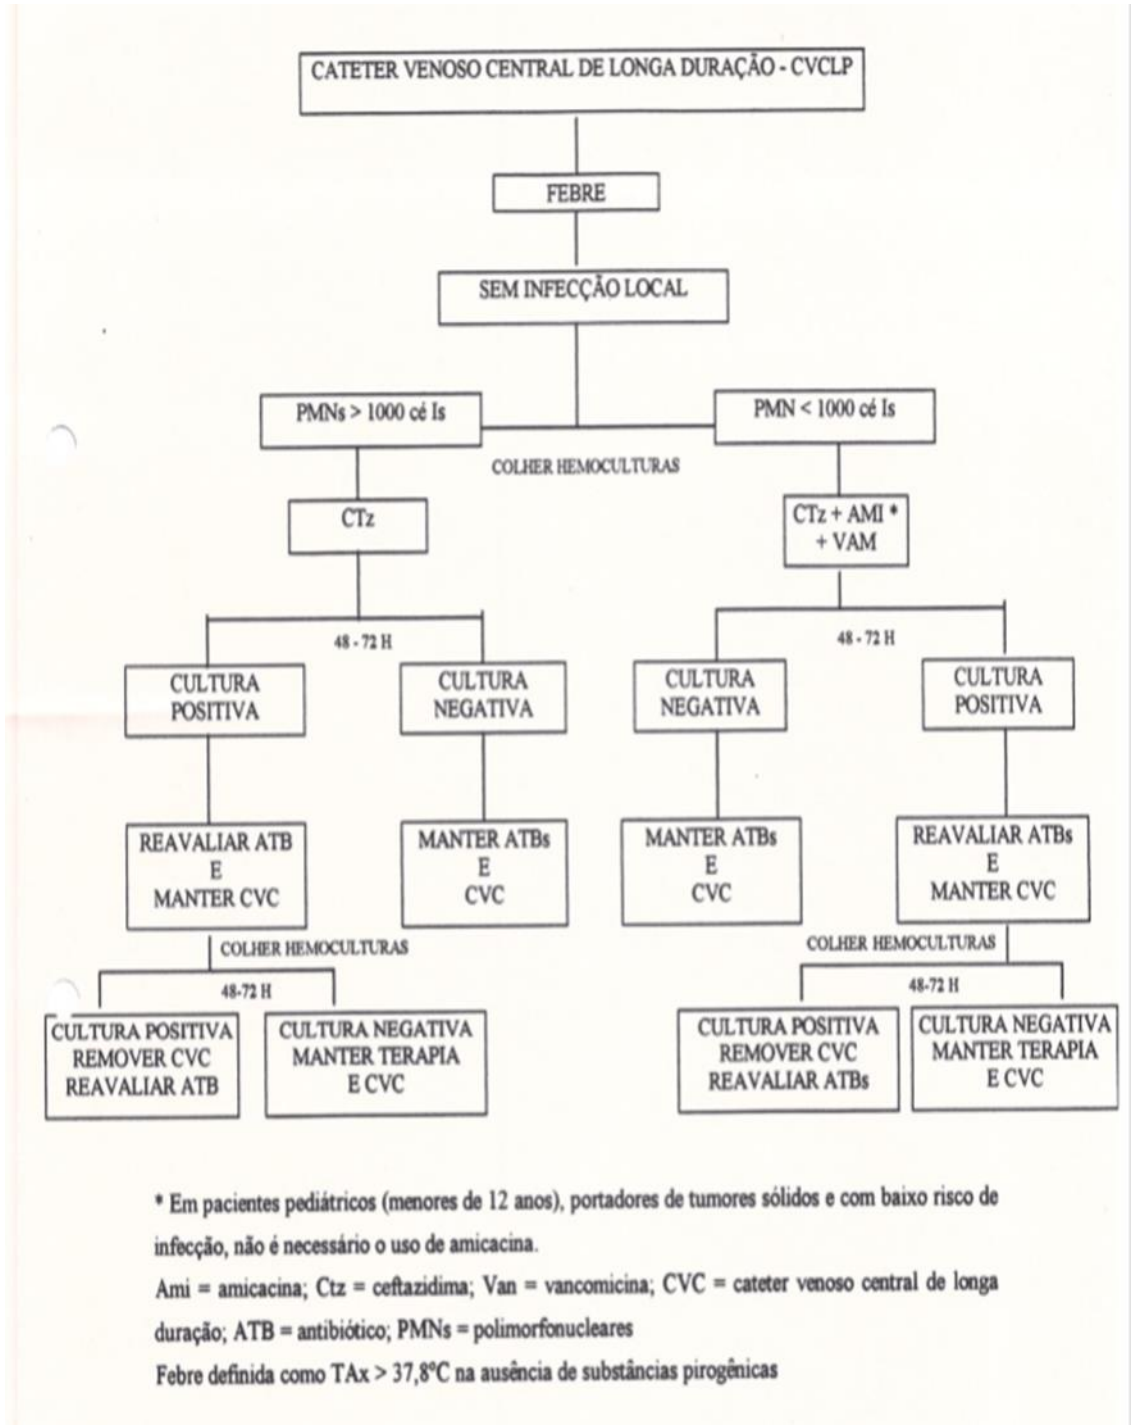 CATETER VENOSO CENTRAL DE LONGA DURAÇÃO - CVCLP
FEBRE
SEM INFECÇÃO LOCAL
PMNs > 1000 cé Is
PMN < 1000 cé Is
COLHER HEMOCULTURAS
CTz
CTz + AMI *
+ VAM
48 - 72 H
48 - 72 H
CULTURA
POSITIVA
CULTURA
NEGATIVA
CULTURA
NEGATIVA
CULTURA
POSITIVA
REAVALIAR ATB
E
MANTER CVC
MANTER ATBs
E
CVC
MANTER ATBs
E
CVC
REAVALIAR ATBs
E
MANTER CVC
COLHER HEMOCULTURAS
48-72 H
COLHER HEMOCULTURAS
48-72 H
CULTURA POSITIVA
REMOVER CVC
REAVALIAR ATB
CULTURA NEGATIVA
MANTER TERAPIA
E CVC
CULTURA POSITIVA
REMOVER CVC
REAVALIAR ATBs
CULTURA NEGATIVA
MANTER TERAPIA
E CVC
* Em pacientes pediátricos (menores de 12 anos), portadores de tumores sólidos e com baixo risco de
infecção, não é necessário o uso de amicacina.
Ami = amicacina; Ctz = ceftazidima; Van = vancomicina; CVC = cateter venoso central de longa
duração; ATB = antibiótico; PMNs = polimorfonucleares
Febre definida como TAx > 37,8ºC na ausência de substâncias pirogênicas